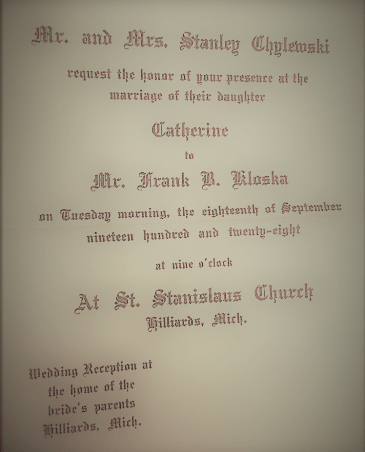 Mr. and Mrs. Stanley Chylewski
request the honor of your presence at the
marriage of their daughter
Catherine
to
Mr. Frank B. Kloska
on Tuesday morning, the eighteenth of September
nineteen hundred and twenty-eight
at nine o'clock
At St. Stanislaus Church
Hilliards, Mich.
Wedding Reception at
the home of the
bride's parents
Hilliards, Mich.